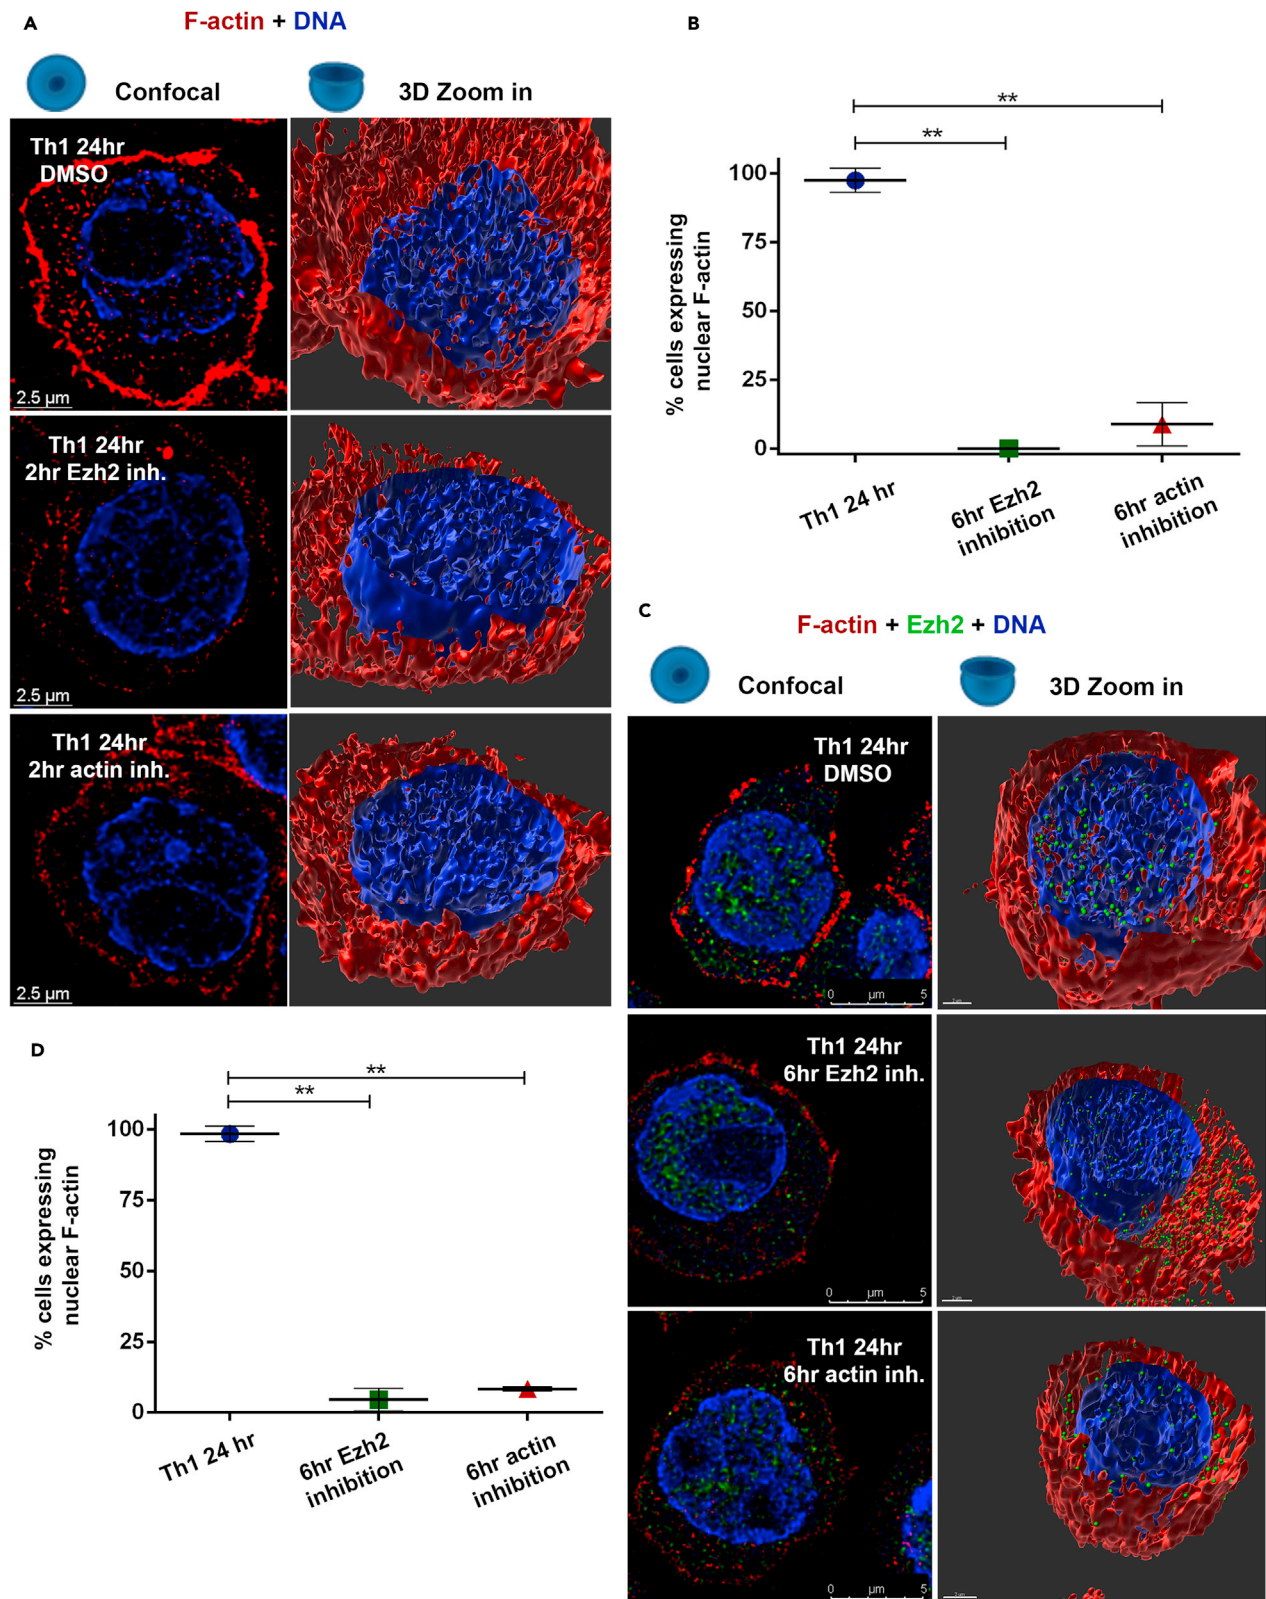 A
F-actin + DNA
Confocal
3D Zoom in
Th1 24hr
DMSO
2.5 µm
Th1 24hr
2hr Ezh2 inh.
2.5 µm
Th1 24hr
2hr actin inh.
2.5 µm
B
**
**
% cells expressing
nuclear F-actin
100
75
50
25
0
Th1 24 hr
6hr Ezh2
inhibition
6hr actin
inhibition
C
F-actin + Ezh2 + DNA
Confocal
3D Zoom in
Th1 24hr
DMSO
0 µm 5
Th1 24hr
6hr Ezh2 inh.
0 µm 5
Th1 24hr
6hr actin inh.
0 µm 5
D
**
**
% cells expressing
nuclear F-actin
100
75
50
25
0
Th1 24 hr
6hr Ezh2
inhibition
6hr actin
inhibition